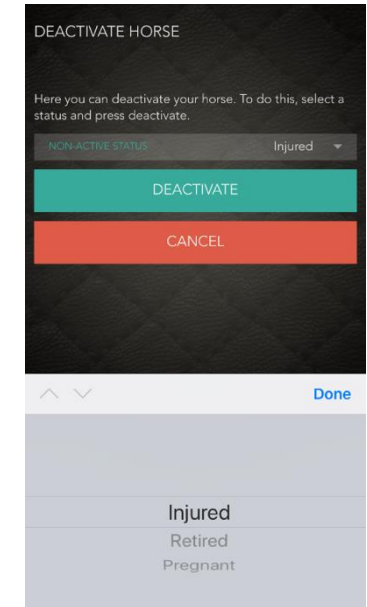 DEACTIVATE HORSE
Here you can deactivate your horse. To do this, select a
status and press deactivate.
NON-ACTIVE STATUS Injured
DEACTIVATE
CANCEL
Done
Injured
Retired
Pregnant